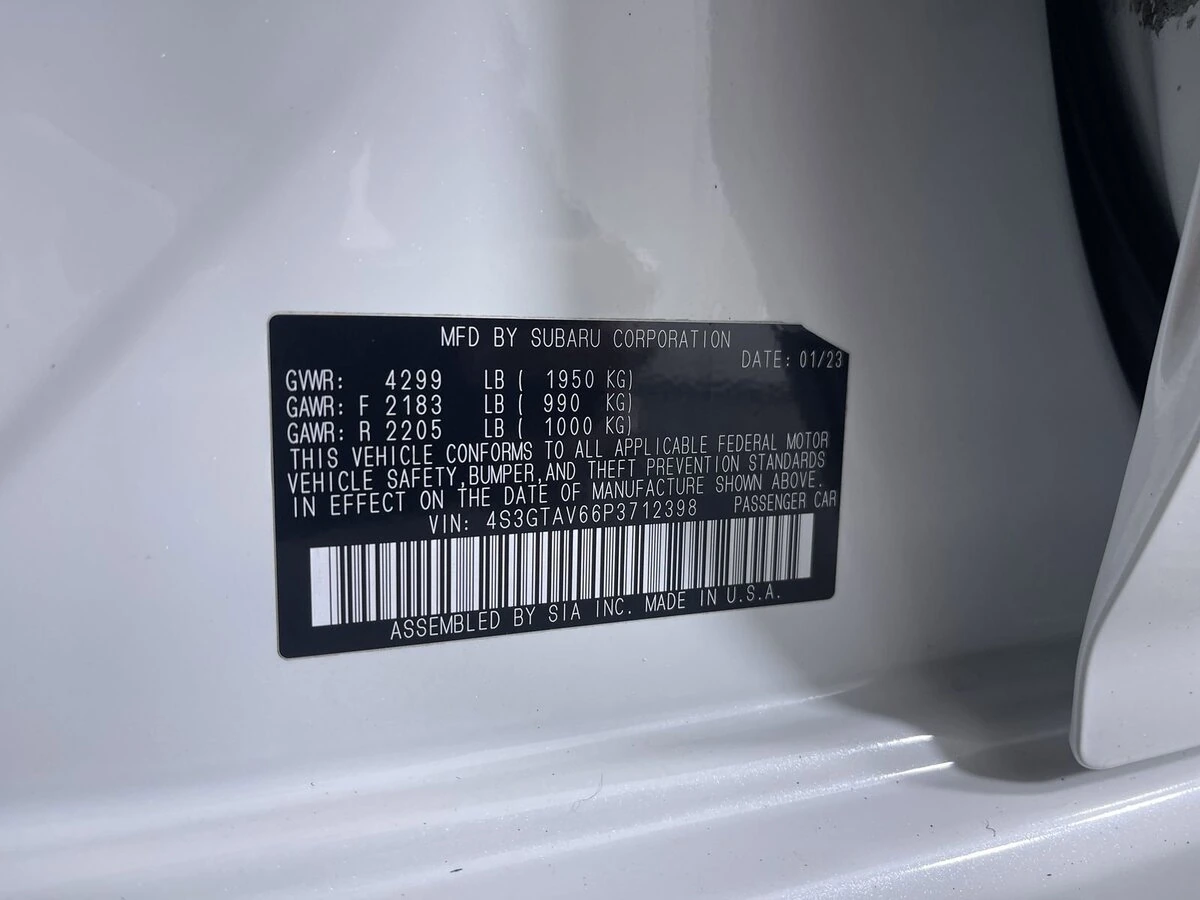 MFD BY SUBARU CORPORATION
DATE: 01/23
GVWR: 4299 LB ( 1950 KG)
GAWR: F 2183 LB ( 990 KG)
GAWR: R 2205 LB ( 1000 KG)
THIS VEHICLE CONFORMS TO ALL APPLICABLE FEDERAL MOTOR
VEHICLE SAFETY,BUMPER,AND THEFT PREVENTION STANDARDS
IN EFFECT ON THE DATE OF MANUFACTURE SHOWN ABOVE.
VIN: 4S3GTAV66P3712398 PASSENGER CAR
ASSEMBLED BY SIA INC. MADE IN U.S.A.